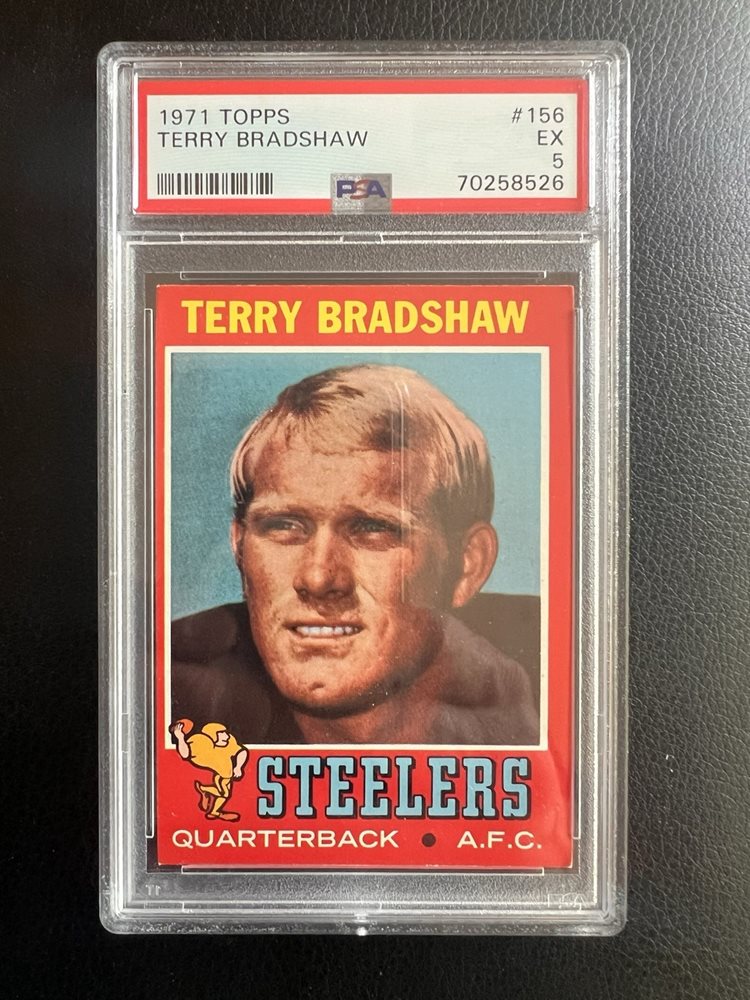 1971 TOPPS #156
TERRY BRADSHAW EX
5
PSA 70258526
TERRY BRADSHAW
STEELERS
QUARTERBACK • A.F.C.